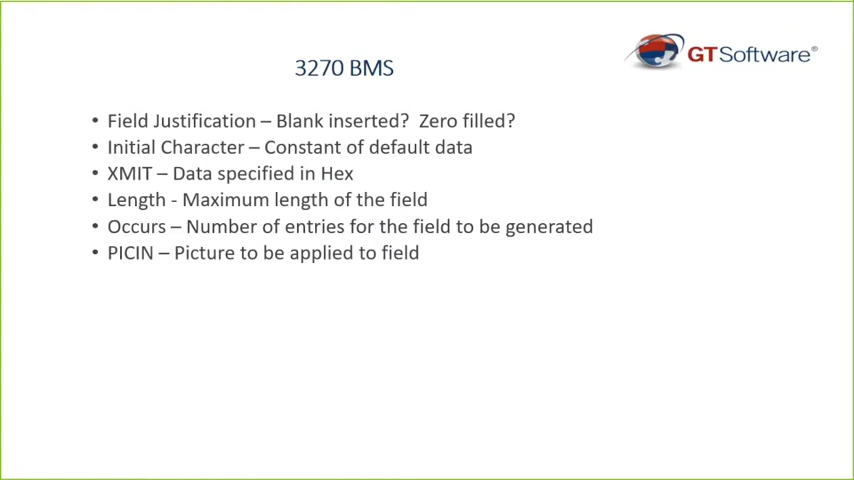 3270 BMS
GTSoftware®
• Field Justification – Blank inserted?  Zero filled?
• Initial Character – Constant of default data
• XMIT – Data specified in Hex
• Length - Maximum length of the field
• Occurs – Number of entries for the field to be generated
• PICIN – Picture to be applied to field